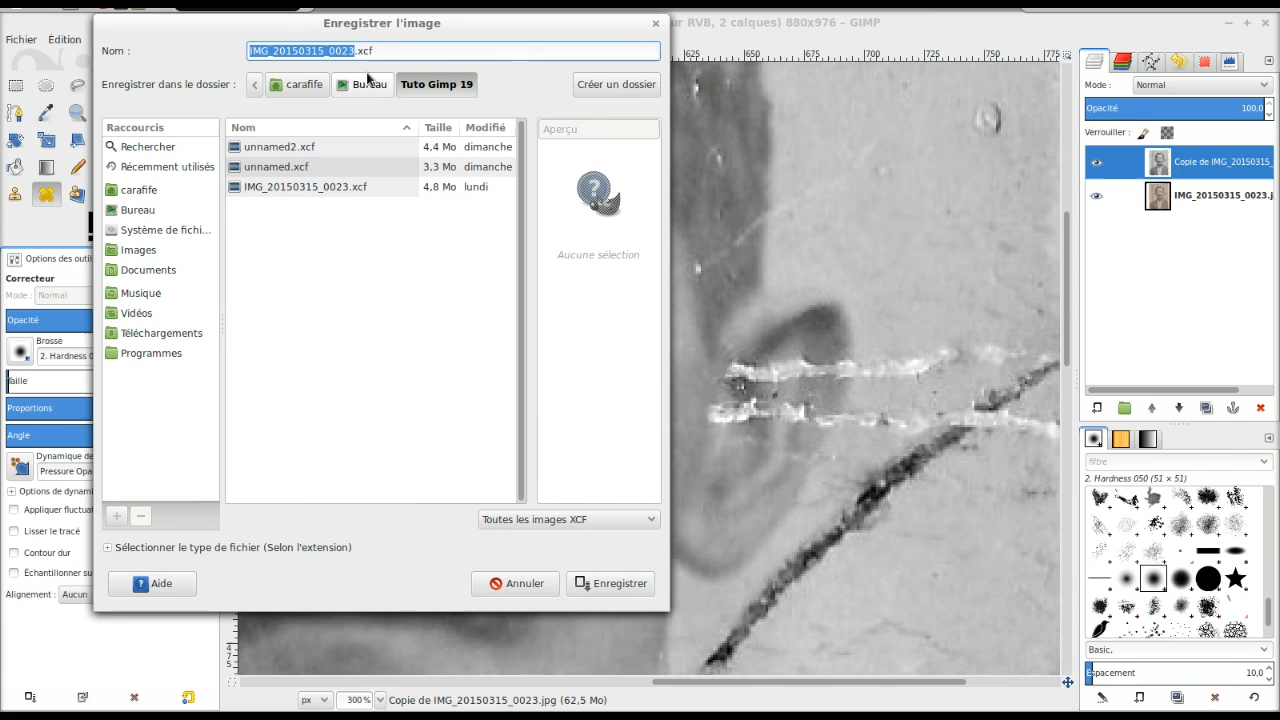 Enregistrer l'image
ur RVB, 2 calques) 880x976 – GIMP
Fichier Édition
Nom :
IMG_20150315_0023.xcf
Enregistrer dans le dossier :
carafife
Bureau
Tuto Gimp 19
Créer un dossier
Raccourcis
Rechercher
Récemment utilisés
carafife
Bureau
Système de fichi...
Images
Documents
Musique
Vidéos
Téléchargements
Programmes
Nom Taille Modifié
unnamed2.xcf 4,4 Mo dimanche
unnamed.xcf 3,3 Mo dimanche
IMG_20150315_0023.xcf 4,8 Mo lundi
Aperçu
Aucune sélection
Toutes les images XCF
Sélectionner le type de fichier (Selon l'extension)
Aide
Annuler
Enregistrer
Options des outi
Correcteur
Mode : Normal
Opacité
Brosse
2. Hardness 0
Taille
Proportions
Angle
Dynamique de
Pressure Opa
Options de dynami
Appliquer fluctuat
Lisser le tracé
Contour dur
Échantillonner su
Alignement : Aucun
625 650 675 700 725 750 775
475
px
300%
Copie de IMG_20150315_0023.jpg (62,5 Mo)
Mode : Normal
Opacité 100,0
Verrouiller :
Copie de IMG_20150315_
IMG_20150315_0023.j
filtre
2. Hardness 050 (51 × 51)
Basic,
Espacement 10,0